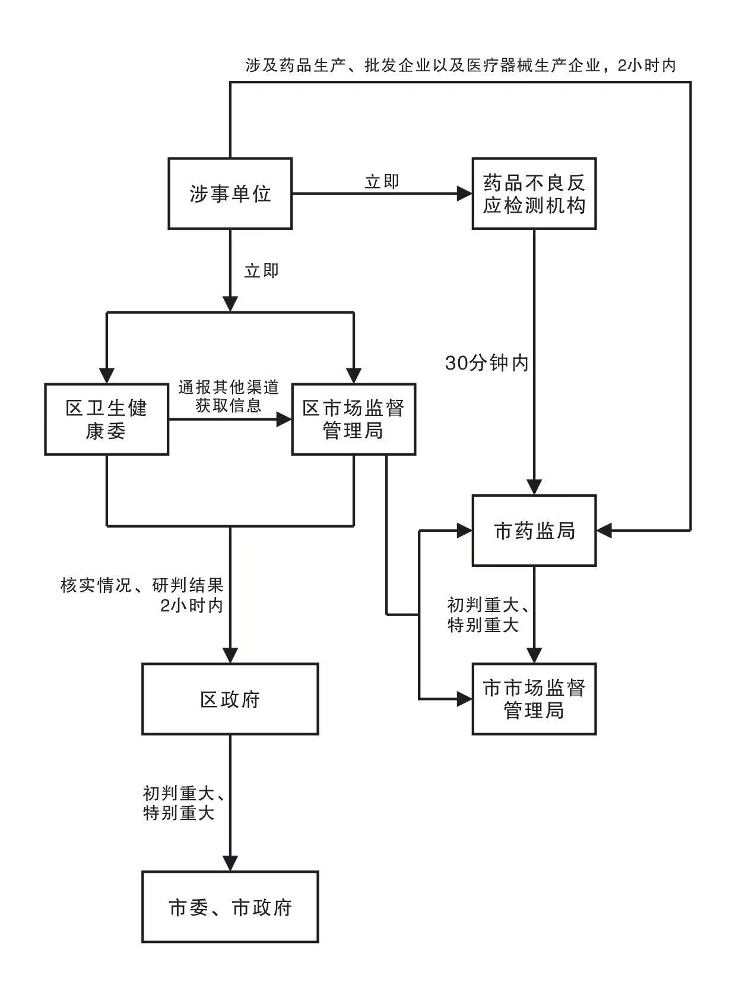 涉及药品生产、批发企业以及医疗器械生产企业，2小时内
涉事单位
立即
药品不良反
应检测机构
立即
30分钟内
区卫生健
康委
通报其他渠道
获取信息
区市场监督
管理局
市药监局
核实情况、研判结果
2小时内
初判重大、
特别重大
区政府
市市场监督
管理局
初判重大、
特别重大
市委、市政府